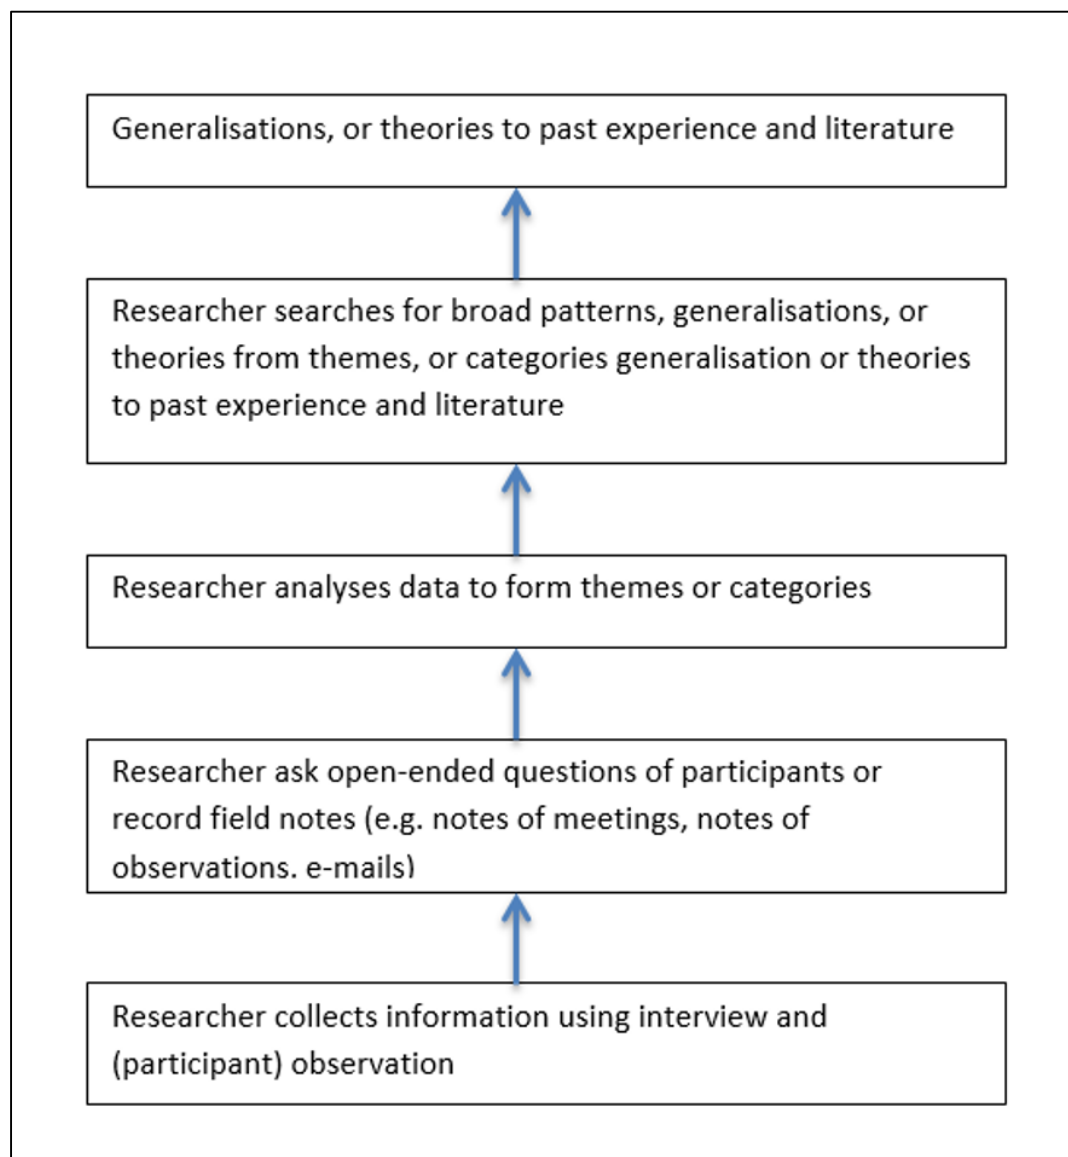 Generalisations, or theories to past experience and literature
Researcher searches for broad patterns, generalisations, or
theories from themes, or categories generalisation or theories
to past experience and literature
Researcher analyses data to form themes or categories
Researcher ask open-ended questions of participants or
record field notes (e.g. notes of meetings, notes of
observations. e-mails)
Researcher collects information using interview and
(participant) observation